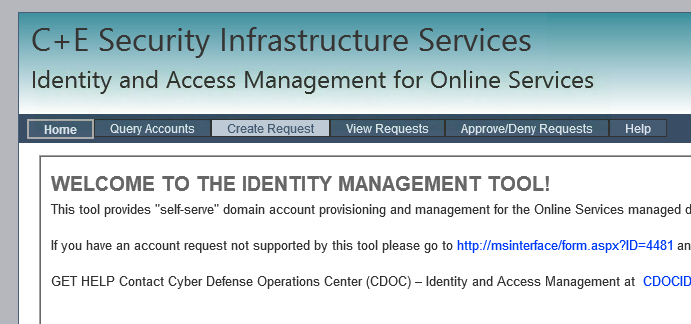 C+E Security Infrastructure Services
Identity and Access Management for Online Services
Home Query Accounts Create Request View Requests Approve/Deny Requests Help
WELCOME TO THE IDENTITY MANAGEMENT TOOL!
This tool provides "self-serve" domain account provisioning and management for the Online Services managed d
If you have an account request not supported by this tool please go to http://msinterface/form.aspx?ID=4481 an
GET HELP Contact Cyber Defense Operations Center (CDOC) – Identity and Access Management at CDOCID